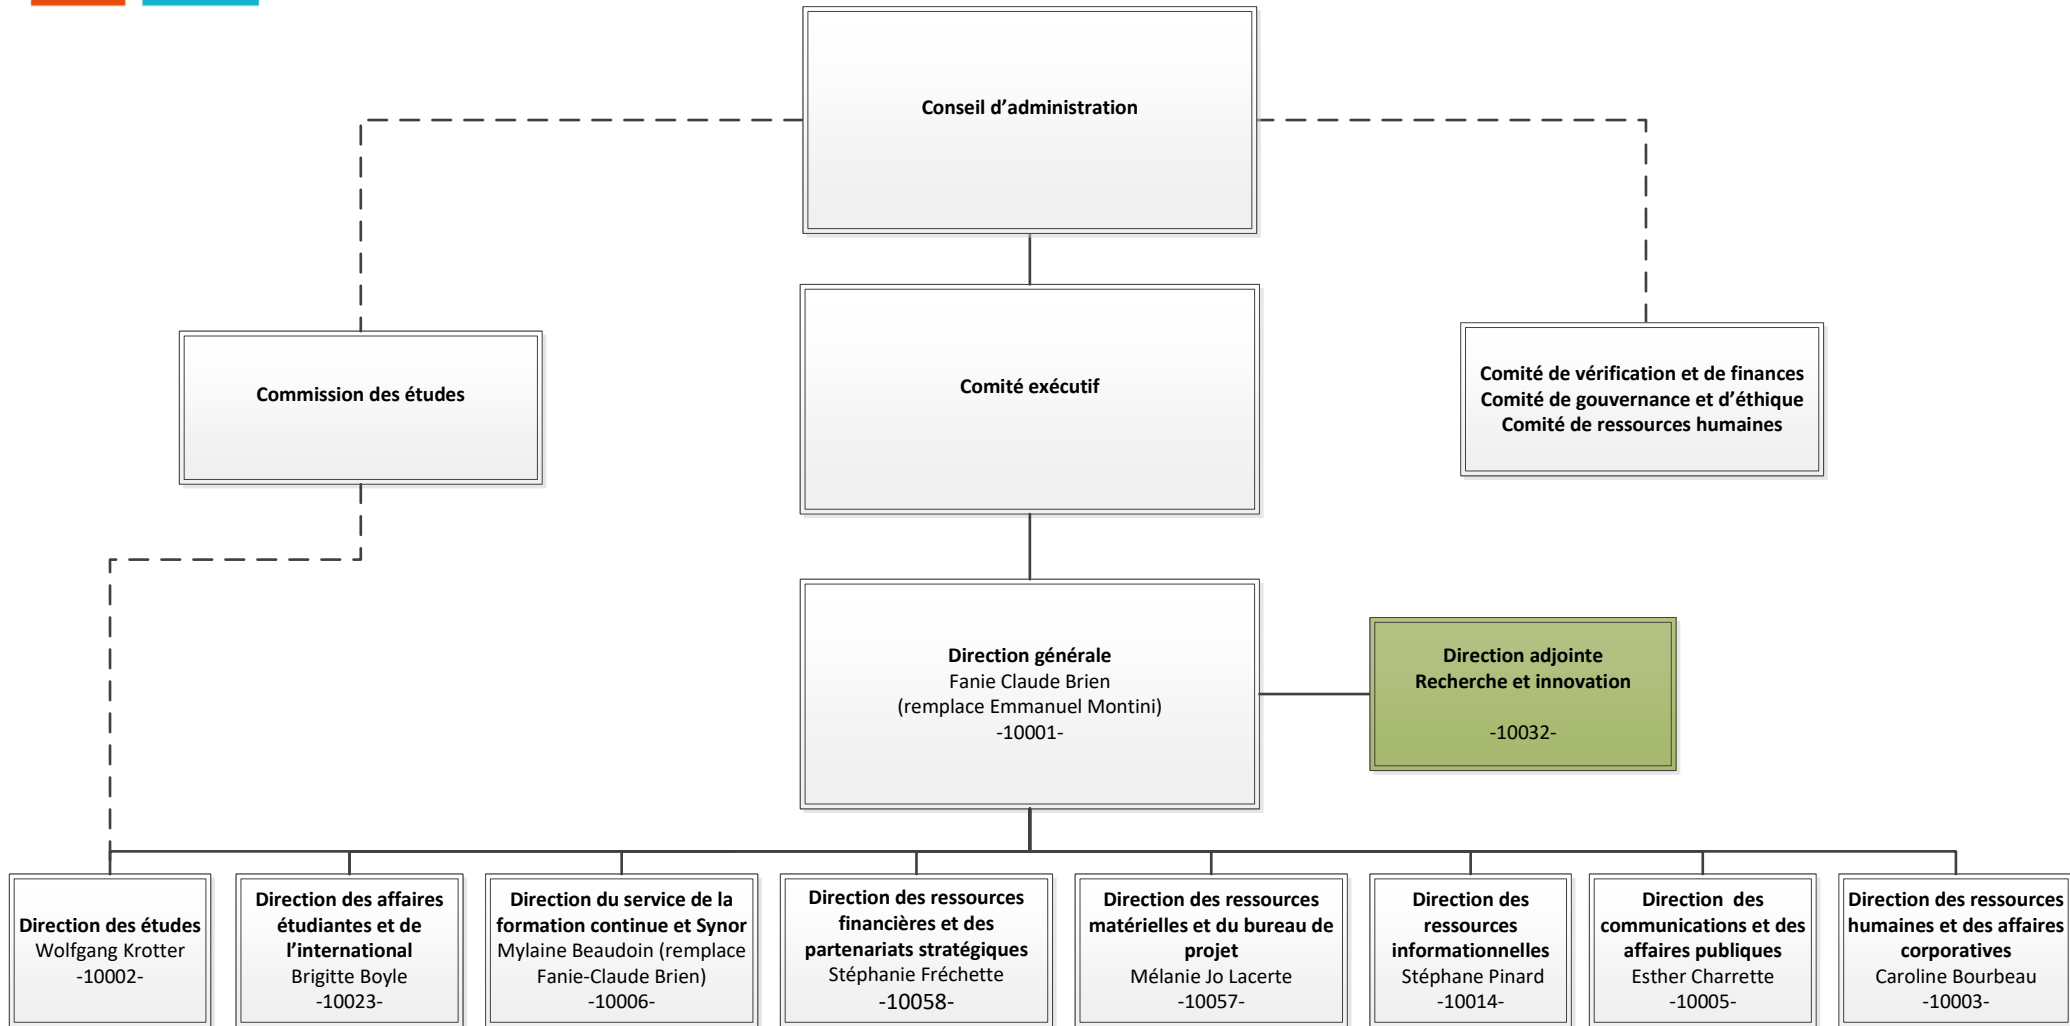 Conseil d’administration
Commission des études
Comité exécutif
Comité de vérification et de finances
Comité de gouvernance et d’éthique
Comité de ressources humaines
Direction générale
Fanie Claude Brien
(remplace Emmanuel Montini)
-10001-
Direction adjointe
Recherche et innovation
-10032-
Direction des études
Wolfgang Krotter
-10002-
Direction des affaires
étudiantes et de
l’international
Brigitte Boyle
-10023-
Direction du service de la
formation continue et Synor
Mylaine Beaudoin (remplace
Fanie-Claude Brien)
-10006-
Direction des ressources
financières et des
partenariats stratégiques
Stéphanie Fréchette
-10058-
Direction des ressources
matérielles et du bureau de
projet
Mélanie Jo Lacerte
-10057-
Direction des
ressources
informationnelles
Stéphane Pinard
-10014-
Direction des
communications et des
affaires publiques
Esther Charrette
-10005-
Direction des ressources
humaines et des affaires
corporatives
Caroline Bourbeau
-10003-